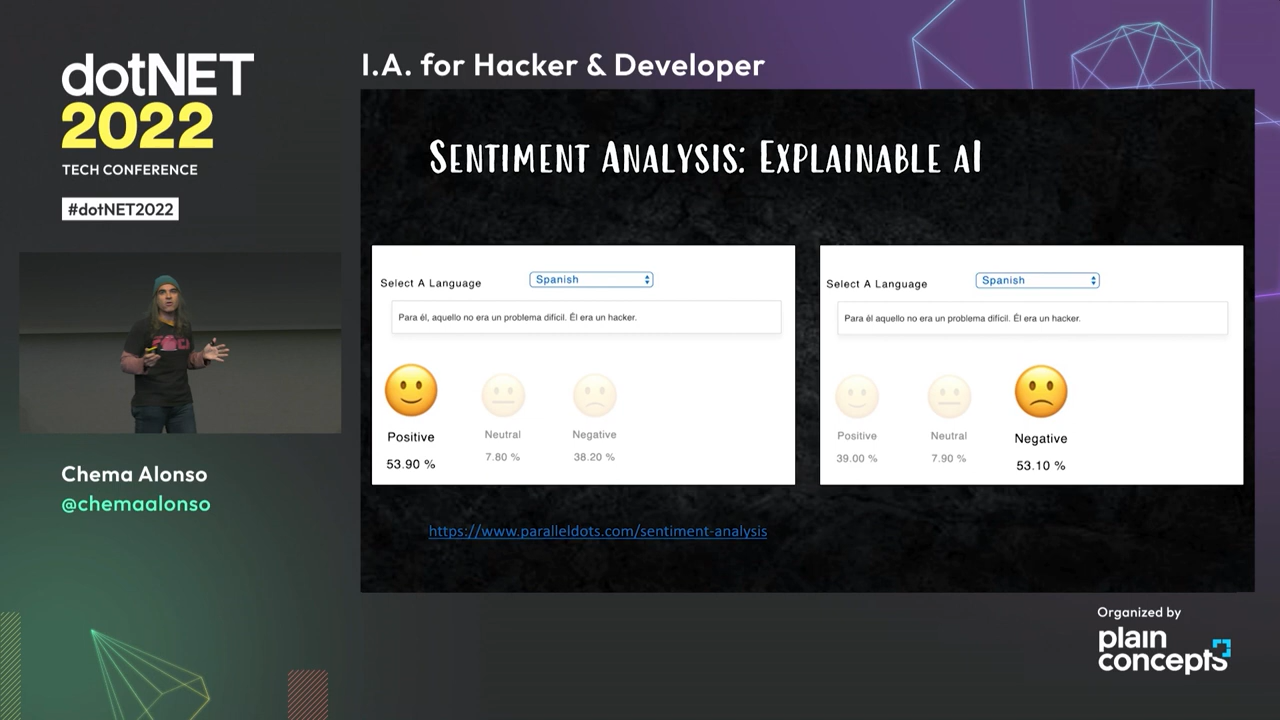 dotNET
2022
TECH CONFERENCE
#dotNET2022
Chema Alonso
@chemaalonso
I.A. for Hacker & Developer
SENTIMENT ANALYSIS: EXPLAINABLE AI
Select A Language
Spanish
Para él, aquello no era un problema difícil. Él era un hacker.
Positive
Neutral
Negative
53.90 %
7.80 %
38.20 %
Select A Language
Spanish
Para él aquello no era un problema difícil. Él era un hacker.
Positive
Neutral
Negative
39.00 %
7.90 %
53.10 %
https://www.paralleldots.com/sentiment-analysis
Organized by
plain
concepts